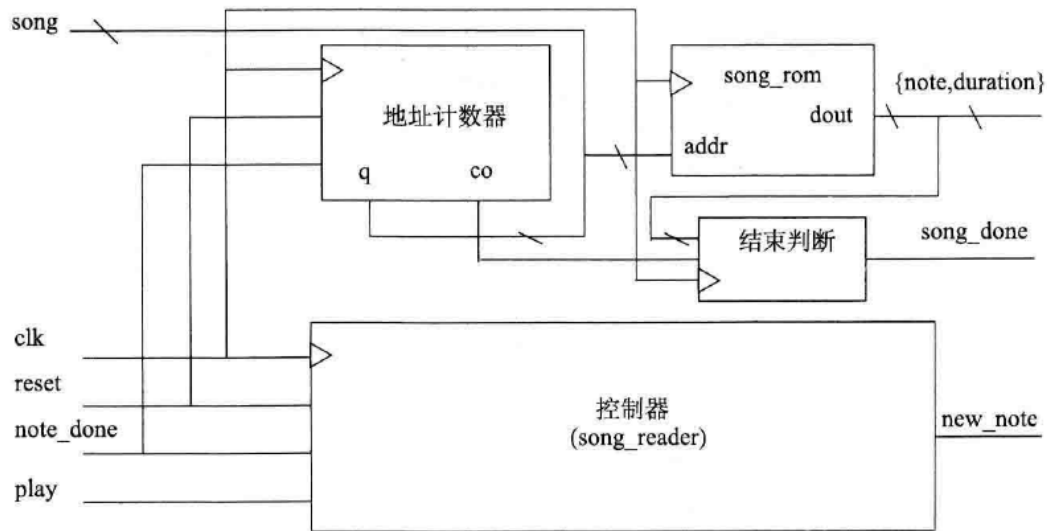 song
地址计数器
q
co
song_rom
dout
addr
{note,duration}
结束判断
song_done
clk
reset
note_done
play
控制器
(song_reader)
new_note